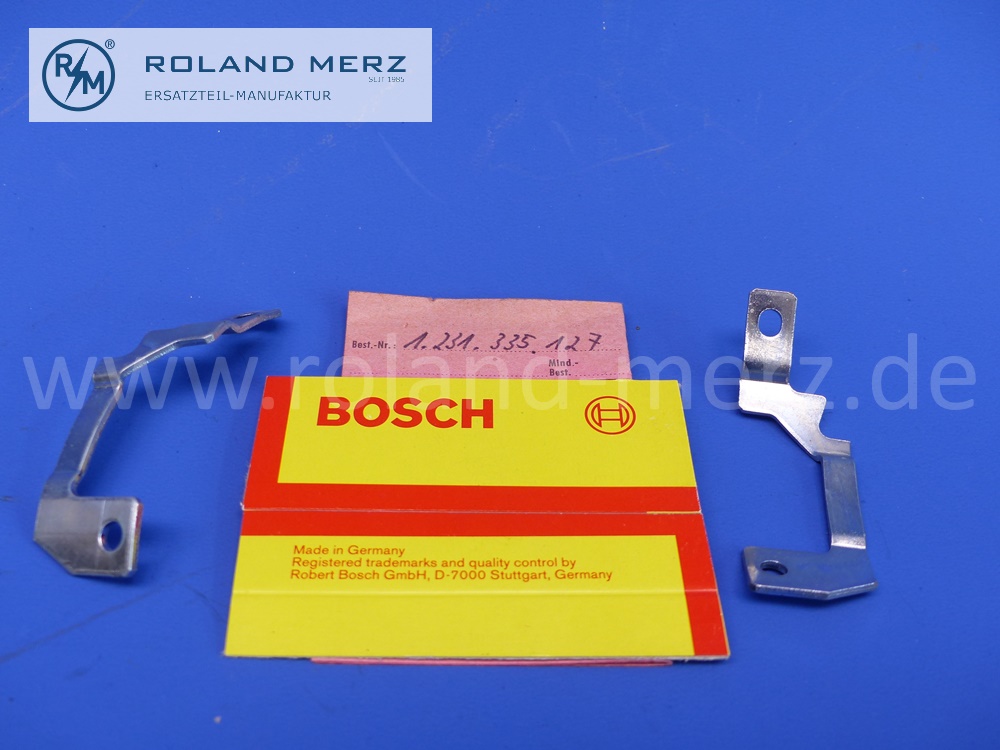 RM®
ROLAND MERZ
SEIT 1985
ERSATZTEIL-MANUFAKTUR
Best.-Nr.: 1.231.335.127
Mind.-
Best.
www.roland-merz.de
BOSCH
Made in Germany
Registered trademarks and quality control by
Robert Bosch GmbH, D-7000 Stuttgart, Germany